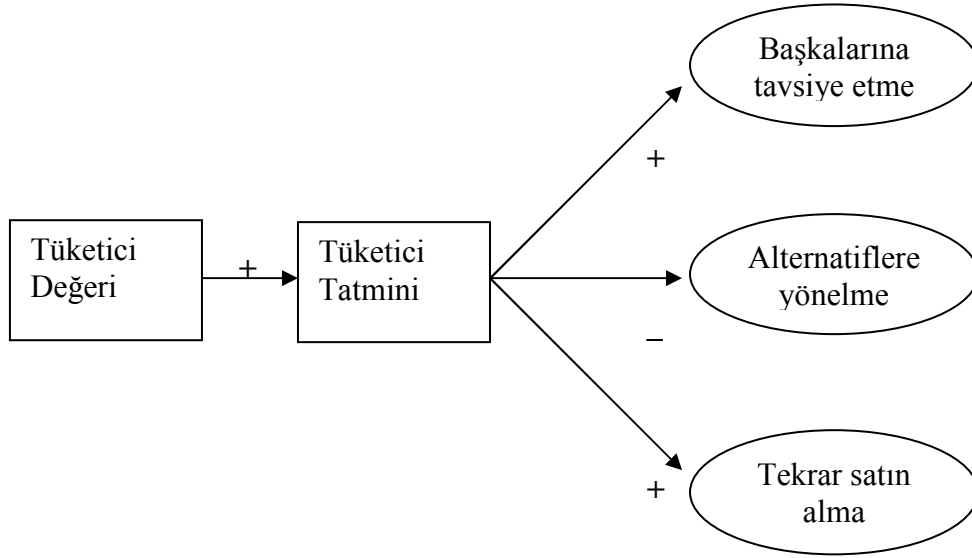 Başkalarına
tavsiye etme
+
Tüketici
Değeri
+
Tüketici
Tatmini
Alternatiflere
yönelme
–
+
Tekrar satın
alma